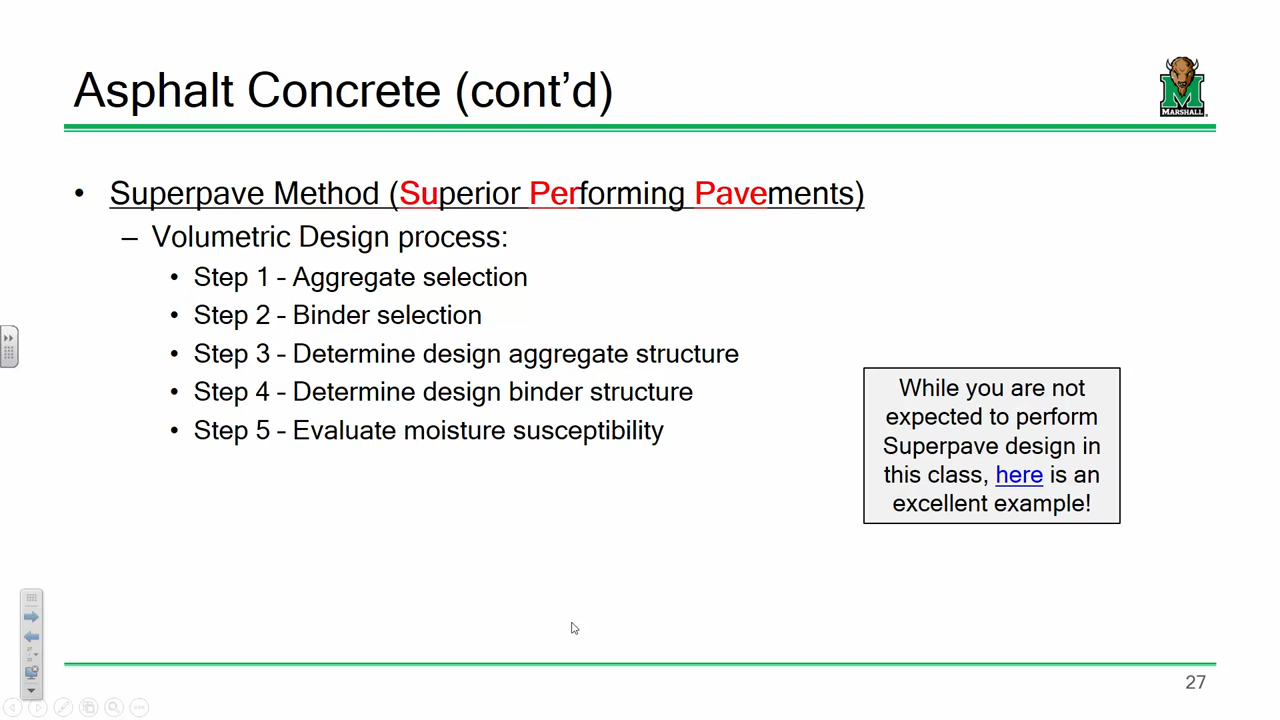 Asphalt Concrete (cont’d)
M
MARSHALL
• Superpave Method (Superior Performing Pavements)
– Volumetric Design process:
• Step 1 - Aggregate selection
• Step 2 - Binder selection
• Step 3 - Determine design aggregate structure
• Step 4 - Determine design binder structure
• Step 5 - Evaluate moisture susceptibility
While you are not
expected to perform
Superpave design in
this class, here is an
excellent example!
27